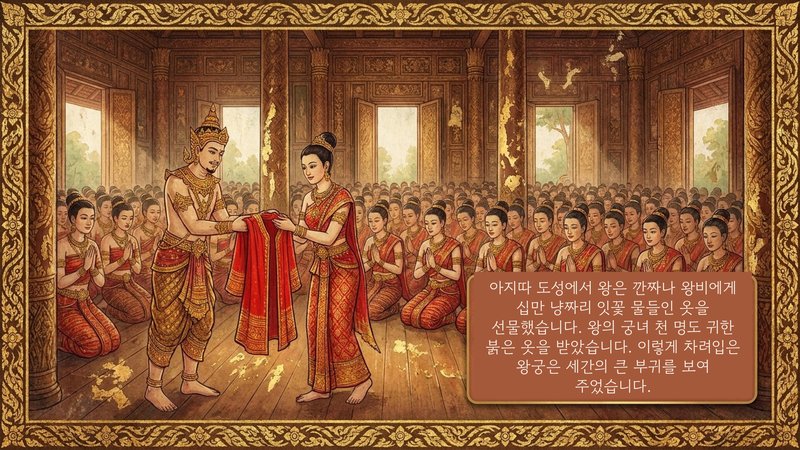 아지따 도성에서 왕은 깐짜나 왕비에게
십만 냥짜리 잇꽃 물들인 옷을
선물했습니다. 왕의 궁녀 천 명도 귀한
붉은 옷을 받았습니다. 이렇게 차려입은
왕궁은 세간의 큰 부귀를 보여
주었습니다.